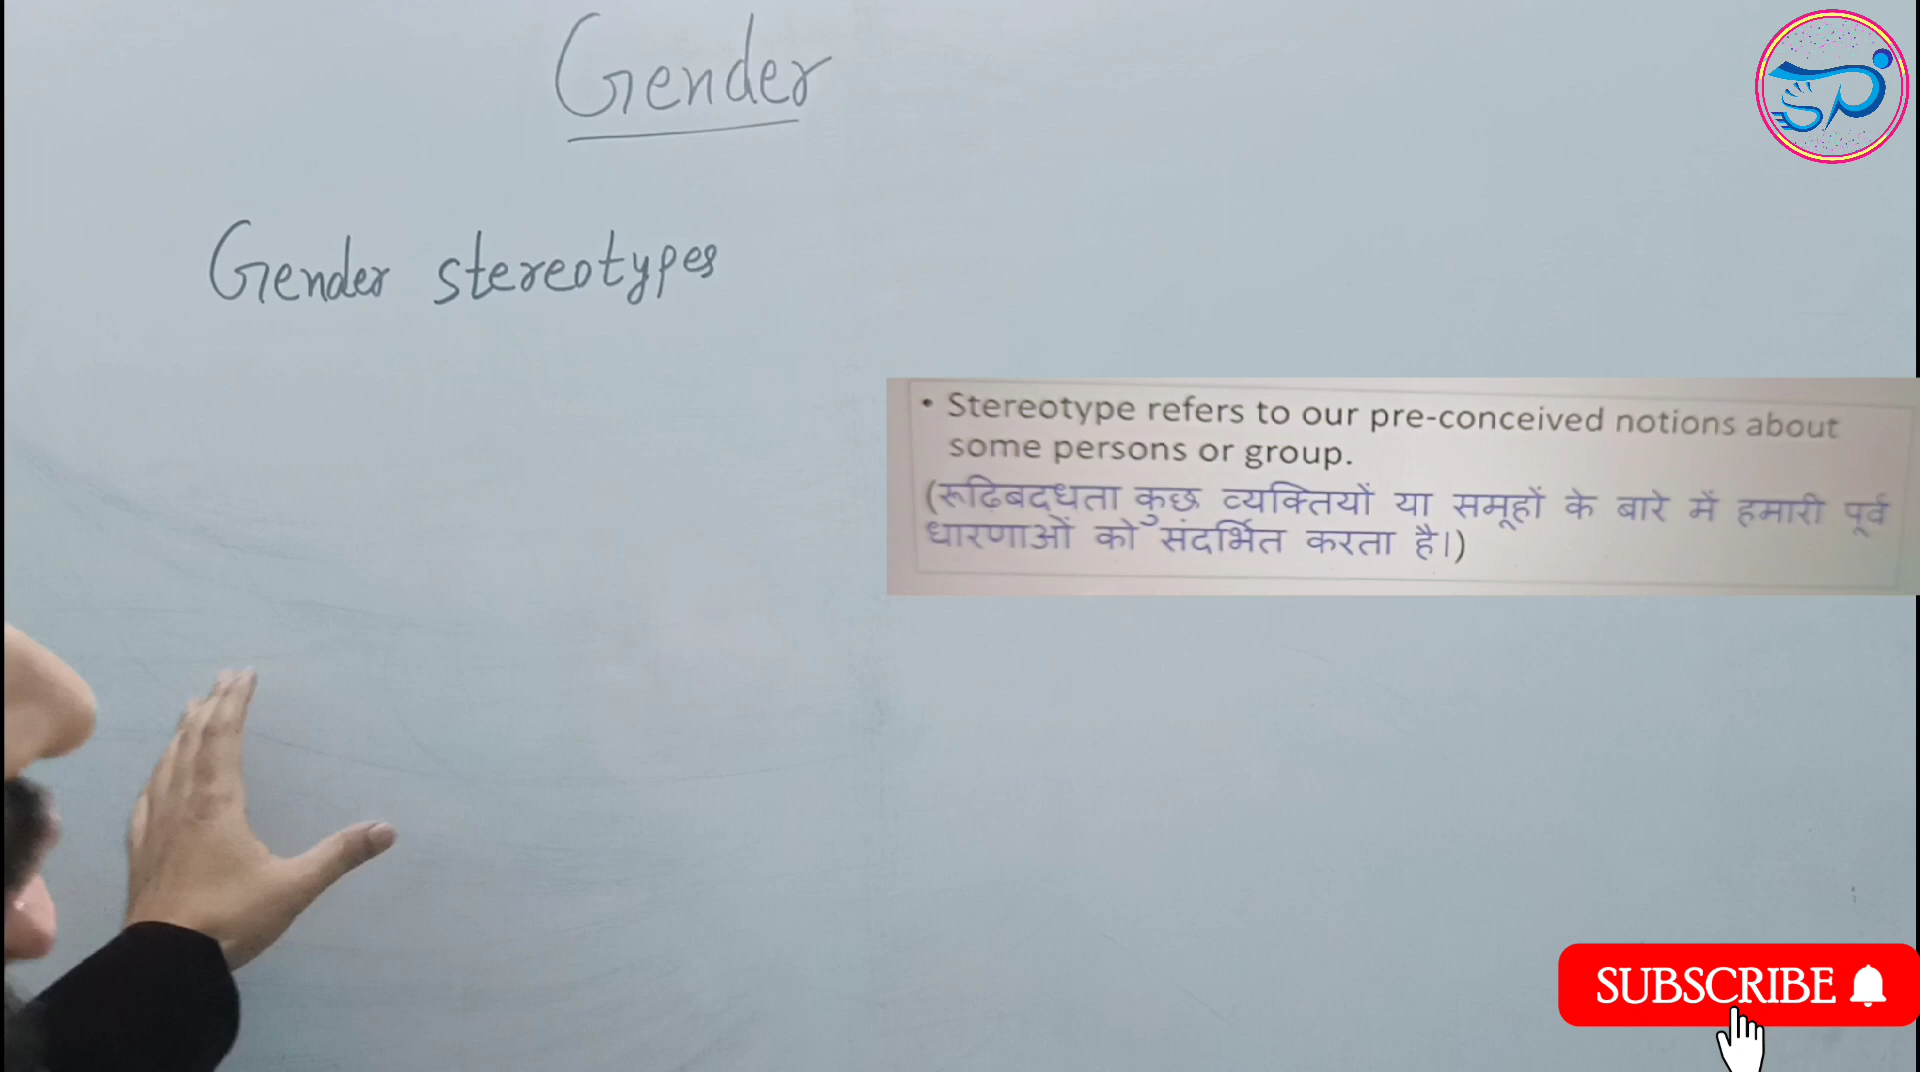 Gender
Gender stereotypes
• Stereotype refers to our pre-conceived notions about
some persons or group.
(रूढ़िबद्धता कुछ व्यक्तियों या समूहों के बारे में हमारी पूर्व
धारणाओं को संदर्भित करता है।)
SUBSCRIBE